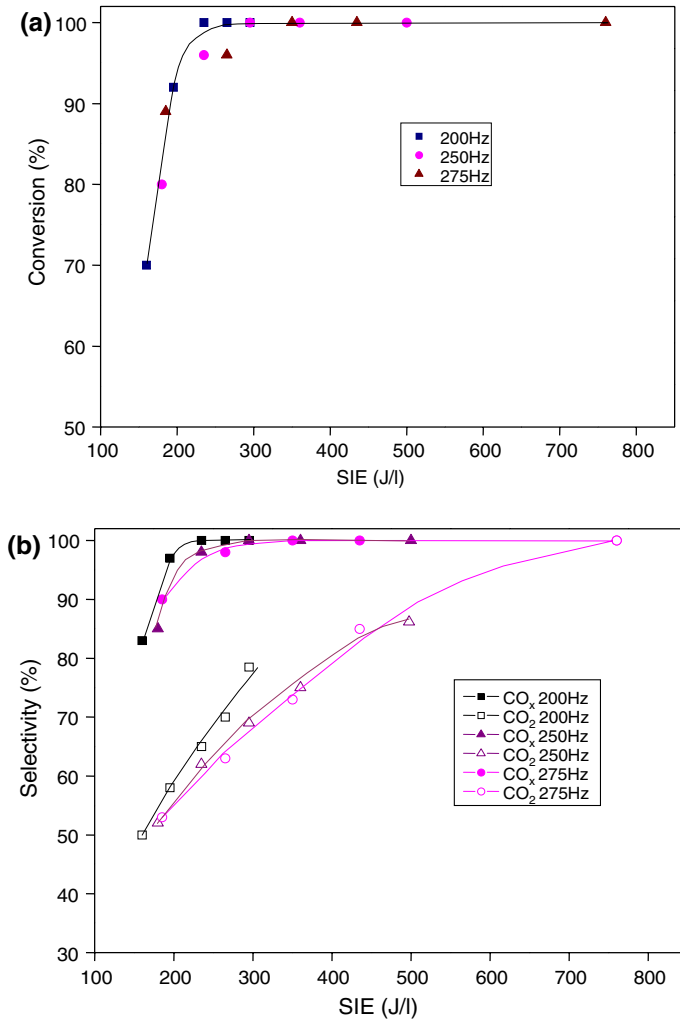 (a)
100
90
80
70
60
50
Conversion (%)
200Hz
250Hz
275Hz
100 200 300 400 500 600 700 800
SIE (J/l)
(b)
100
90
80
70
60
50
40
30
Selectivity (%)
COx 200Hz
CO2 200Hz
COx 250Hz
CO2 250Hz
COx 275Hz
CO2 275Hz
100 200 300 400 500 600 700 800
SIE (J/l)